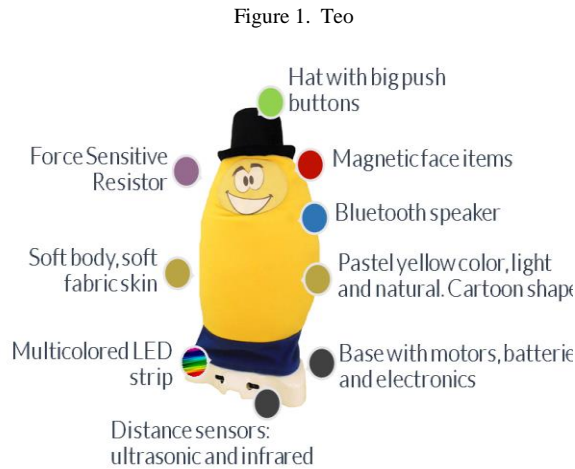 Figure 1. Teo
Hat with big push
buttons
Force Sensitive
Resistor
Magnetic face items
Bluetooth speaker
Soft body, soft
fabric skin
Pastel yellow color, light
and natural. Cartoon shape
Multicolored LED
strip
Base with motors, batterie
and electronics
Distance sensors:
ultrasonic and infrared